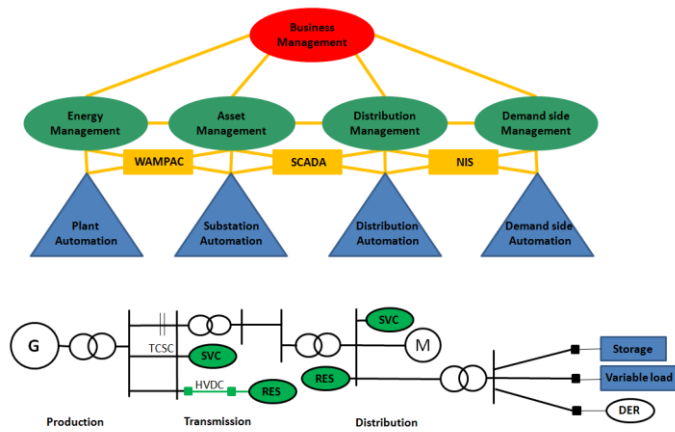 Business
Management
Energy
Management
Asset
Management
Distribution
Management
Demand side
Management
WAMPAC
SCADA
NIS
Plant
Automation
Substation
Automation
Distribution
Automation
Demand side
Automation
SVC
G
TCSC
SVC
M
HVDC
RES
RES
Storage
Variable load
DER
Production
Transmission
Distribution